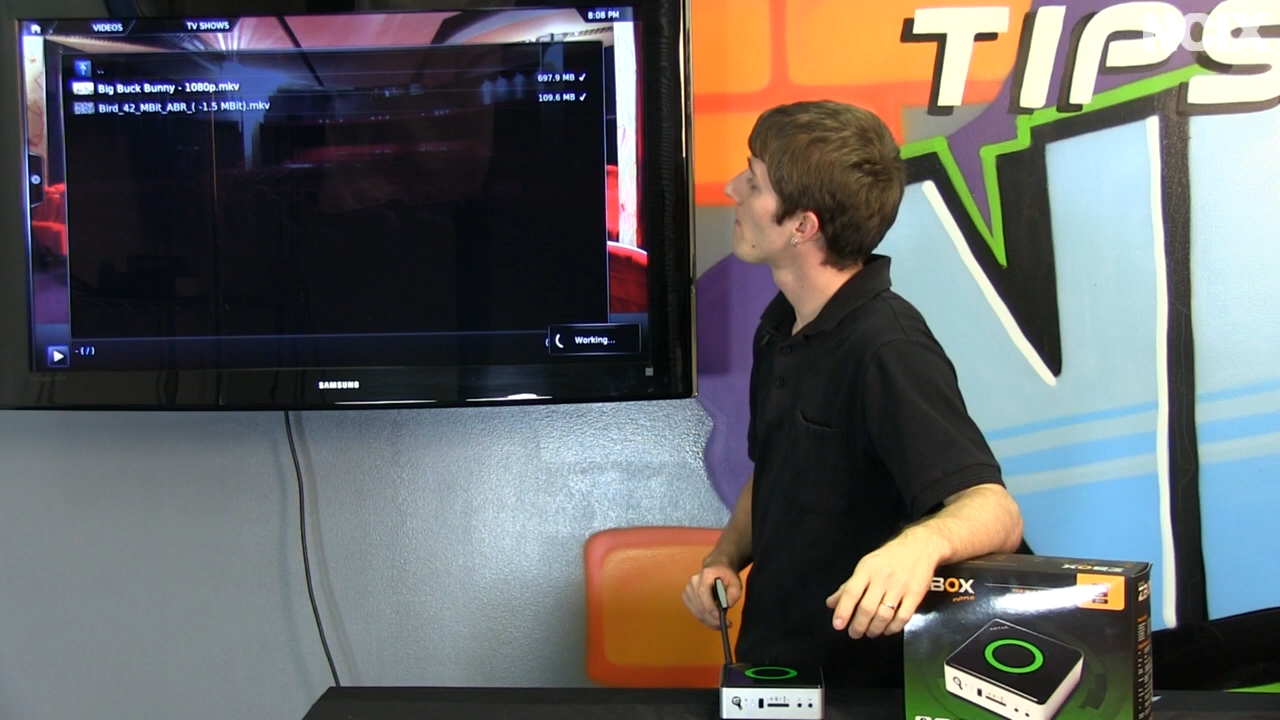 VIDEOS
TV SHOWS
8:08 PM
..
Big Buck Bunny - 1080p.mkv
697.9 MB
Bird_42_MBit_ABR_( -1.5 MBit).mkv
109.6 MB
- ( / )
Working...
SAMSUNG
TIPS
NCIX
BOX